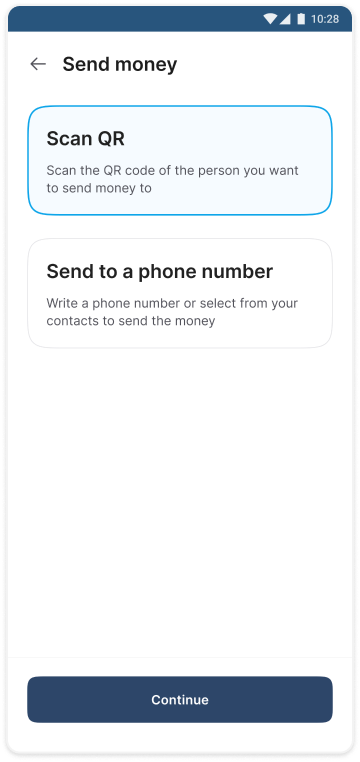 10:28
Send money
Scan QR
Scan the QR code of the person you want
to send money to
Send to a phone number
Write a phone number or select from your
contacts to send the money
Continue